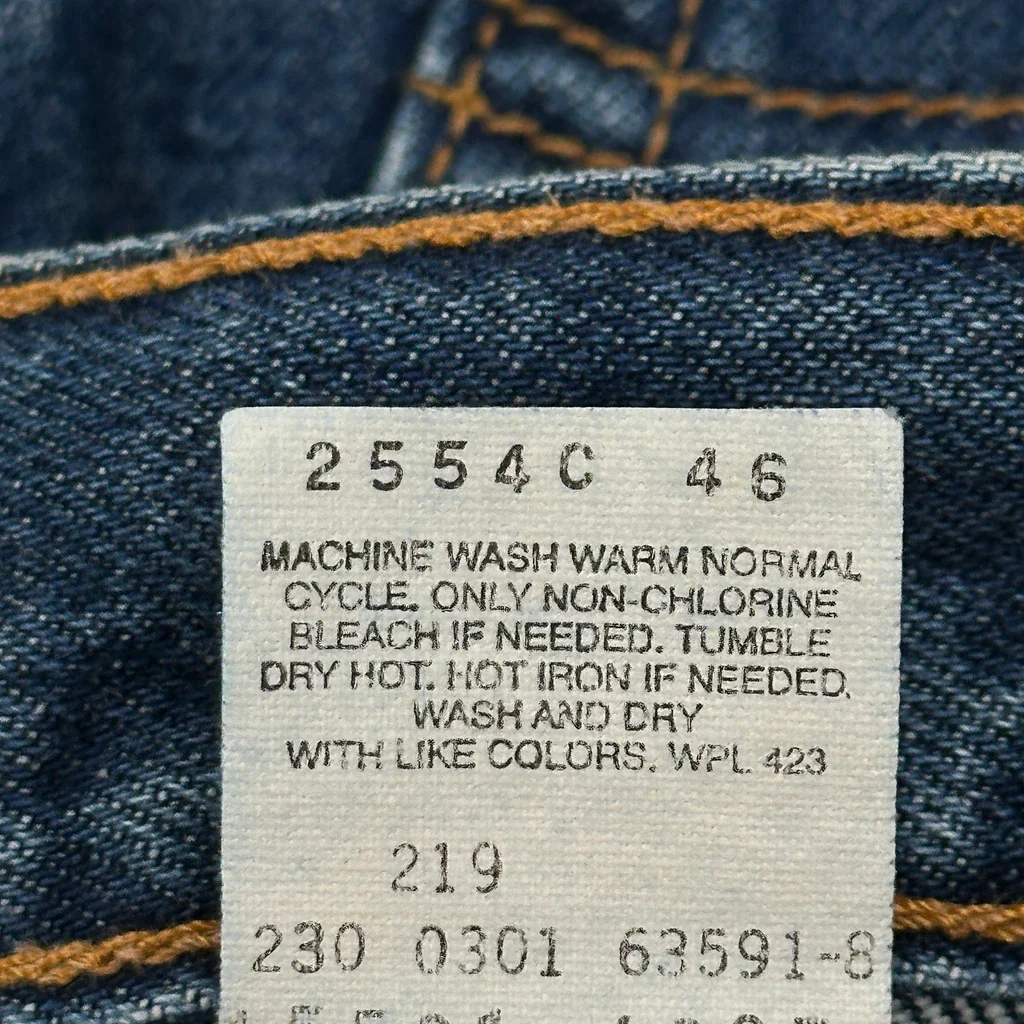 2554C 46
MACHINE WASH WARM NORMAL
CYCLE. ONLY NON-CHLORINE
BLEACH IF NEEDED. TUMBLE
DRY HOT. HOT IRON IF NEEDED.
WASH AND DRY
WITH LIKE COLORS. WPL 423
219
230 0301 63591-8